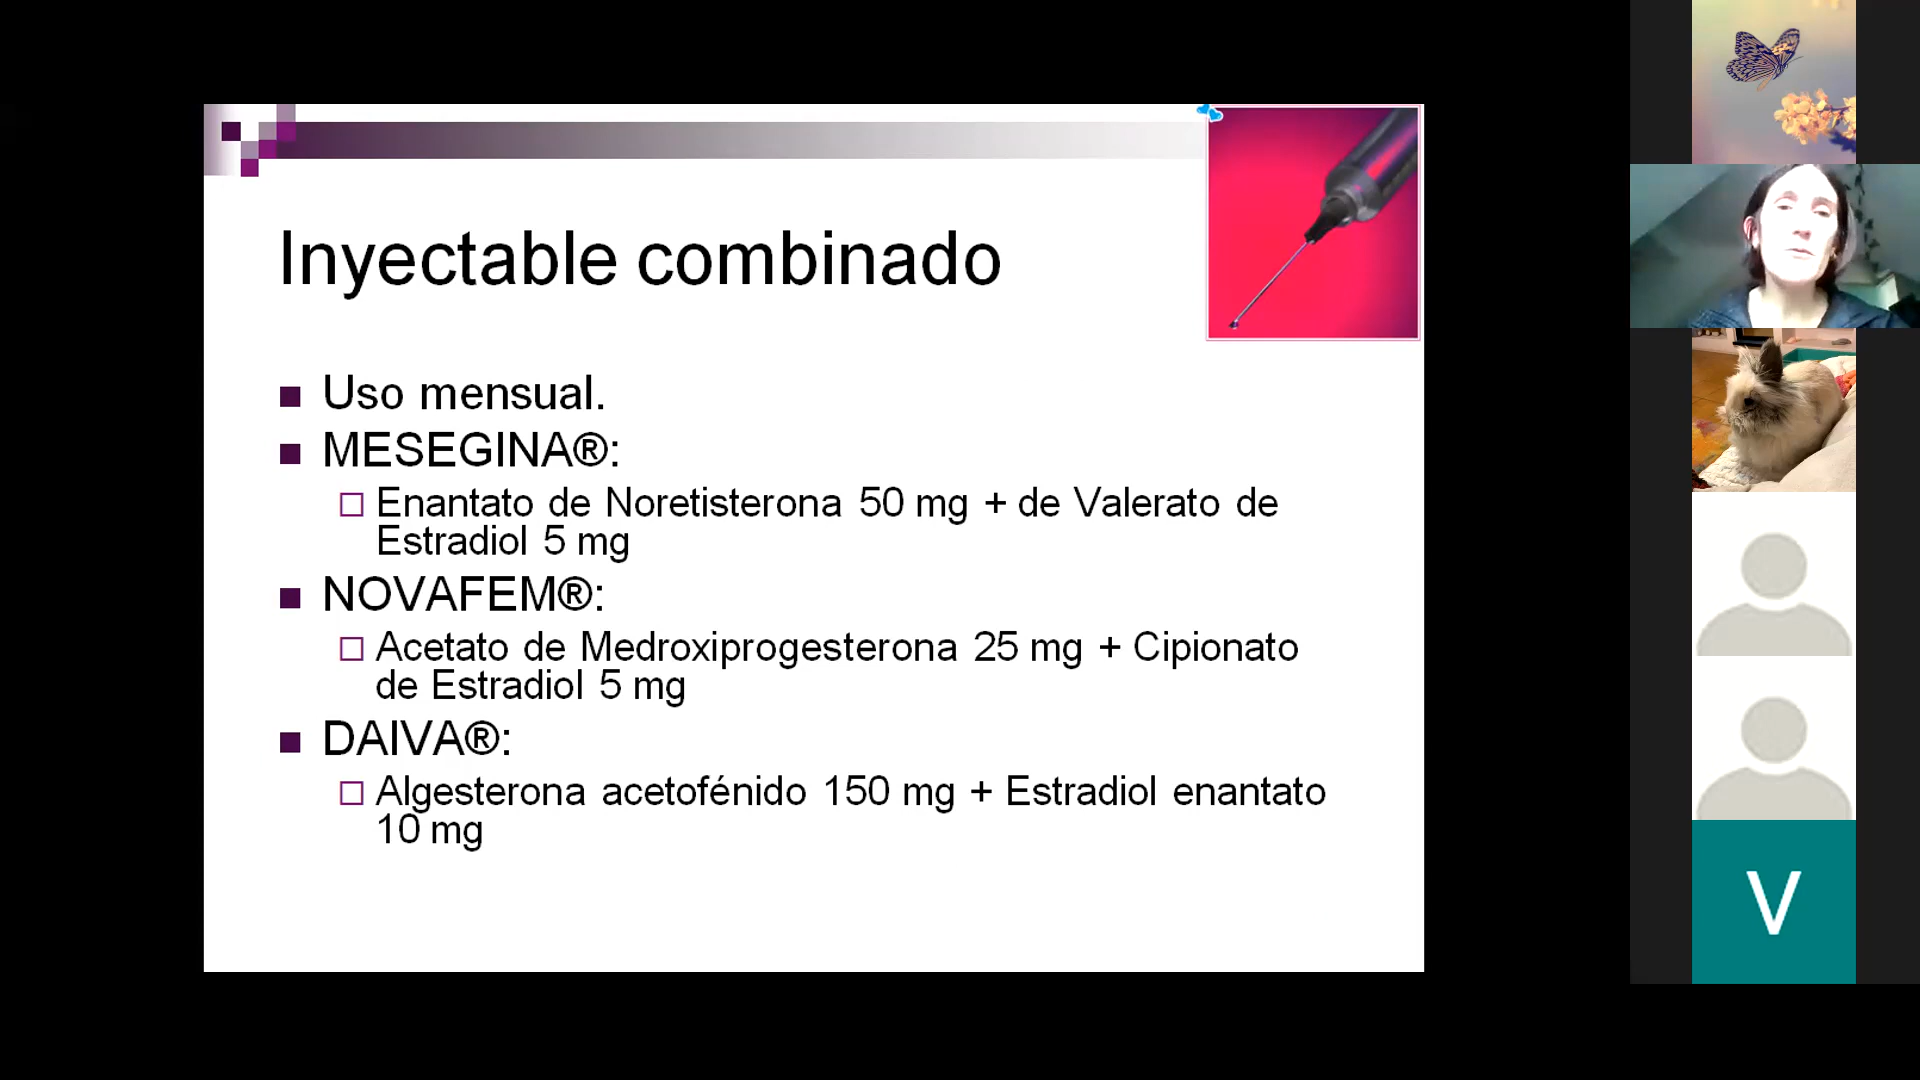 Inyectable combinado
Uso mensual.
MESEGINA®:
Enantato de Noretisterona 50 mg + de Valerato de
Estradiol 5 mg
NOVAFEM®:
Acetato de Medroxiprogesterona 25 mg + Cipionato
de Estradiol 5 mg
DAIVA®:
Algesterona acetofénido 150 mg + Estradiol enantato
10 mg
V